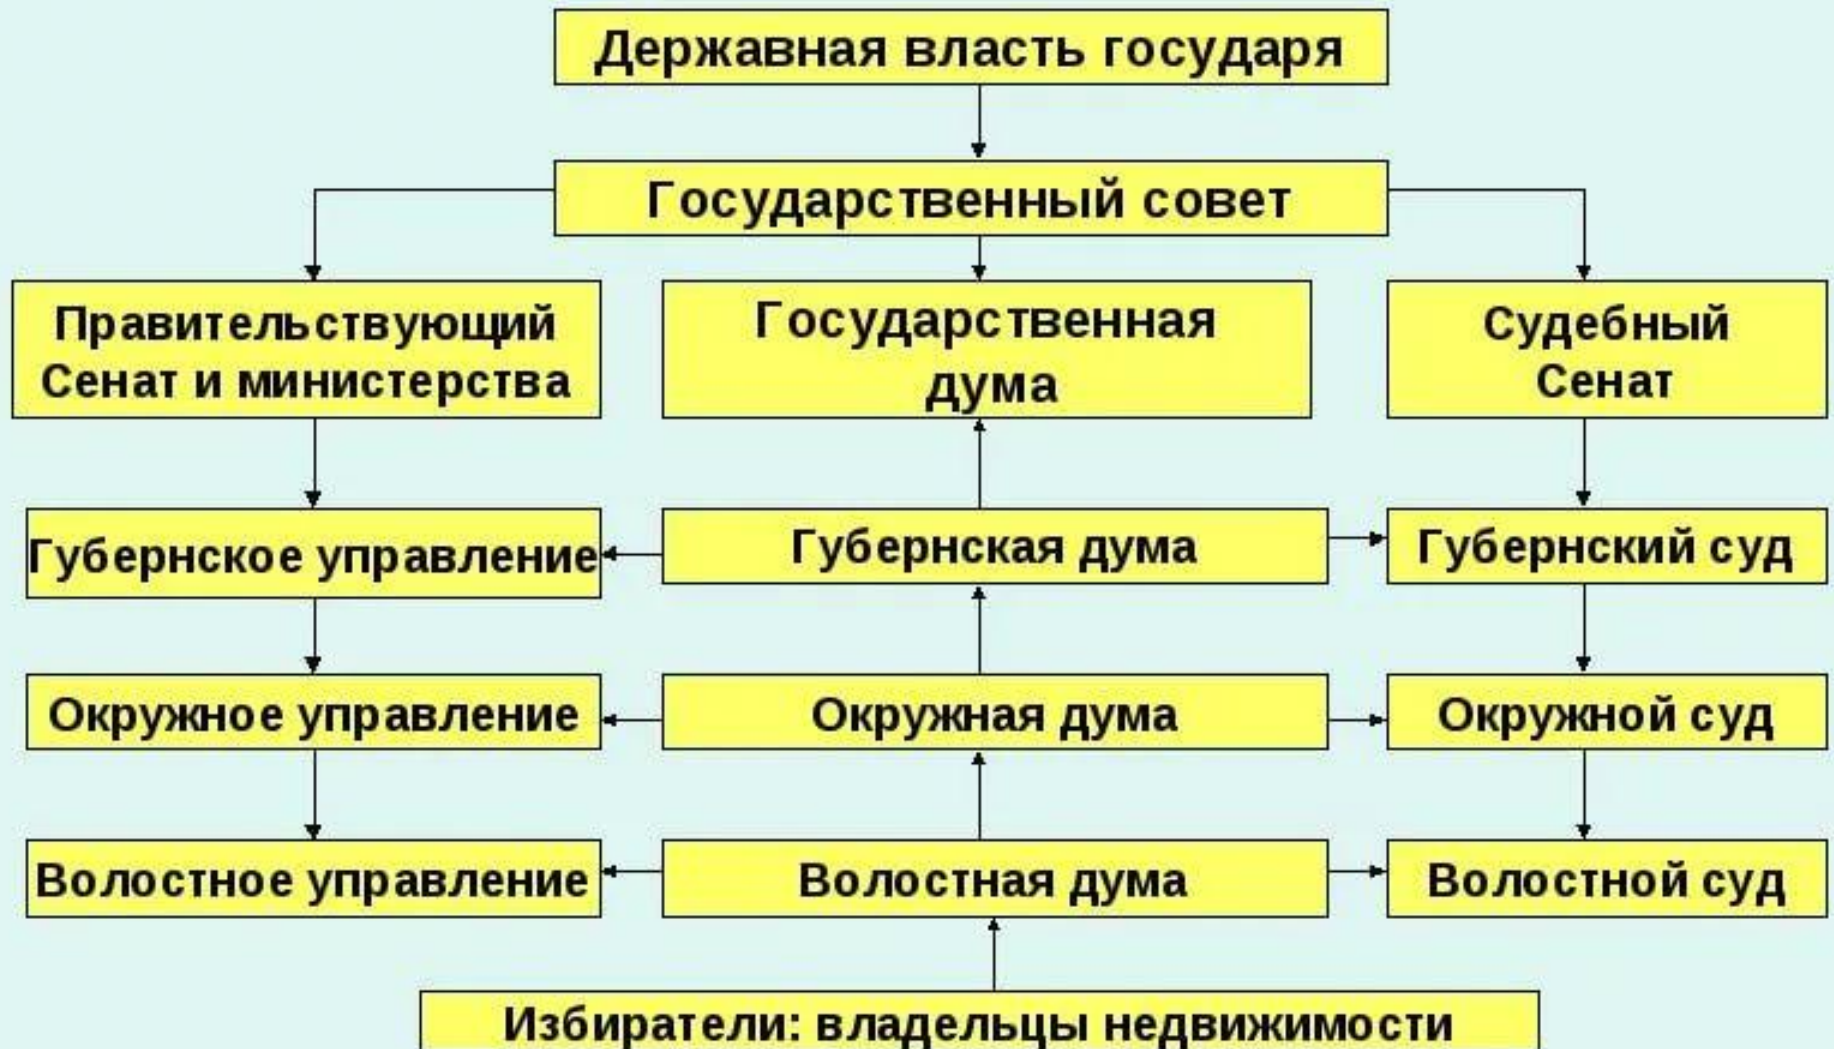 Державная власть государя
Государственный совет
Правительствующий
Сенат и министерства
Государственная
дума
Судебный
Сенат
Губернское управление
Губернская дума
Губернский суд
Окружное управление
Окружная дума
Окружной суд
Волостное управление
Волостная дума
Волостной суд
Избиратели: владельцы недвижимости